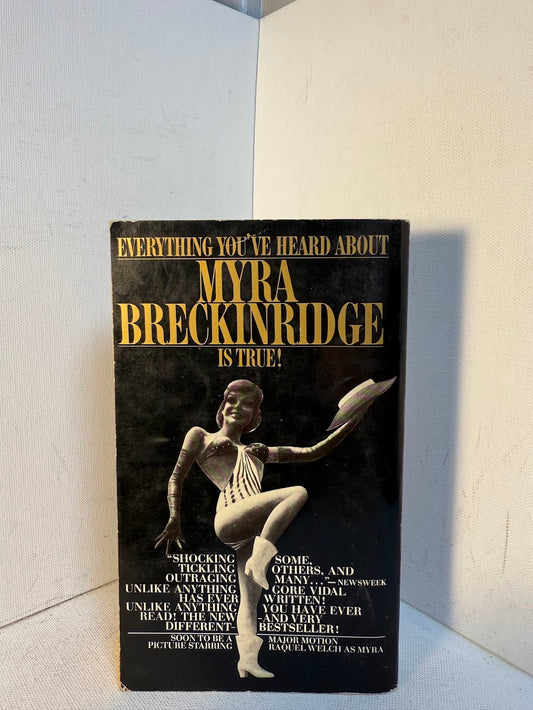 EVERYTHING YOU'VE HEARD ABOUT
MYRA
BRECKINRIDGE
IS TRUE!
"SHOCKING SOME,
TICKLING OTHERS, AND
OUTRAGING MANY..."—NEWSWEEK
UNLIKE ANYTHING GORE VIDAL
HAS EVER WRITTEN!
UNLIKE ANYTHING YOU HAVE EVER
READ! THE NEW -AND VERY
DIFFERENT- BESTSELLER!
SOON TO BE A MAJOR MOTION
PICTURE STARRING RAQUEL WELCH AS MYRA